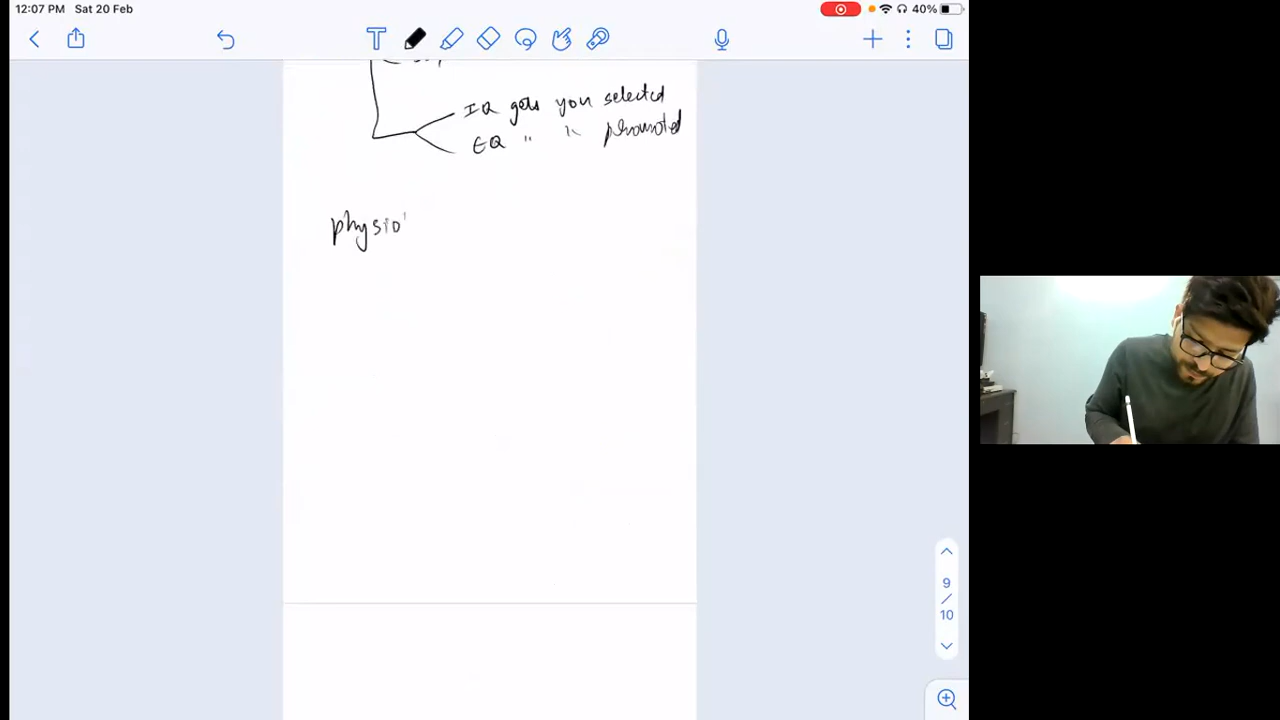 12:07 PM Sat 20 Feb
40%
T
IQ gets you selected
EQ " " promoted
physio
9
/
10